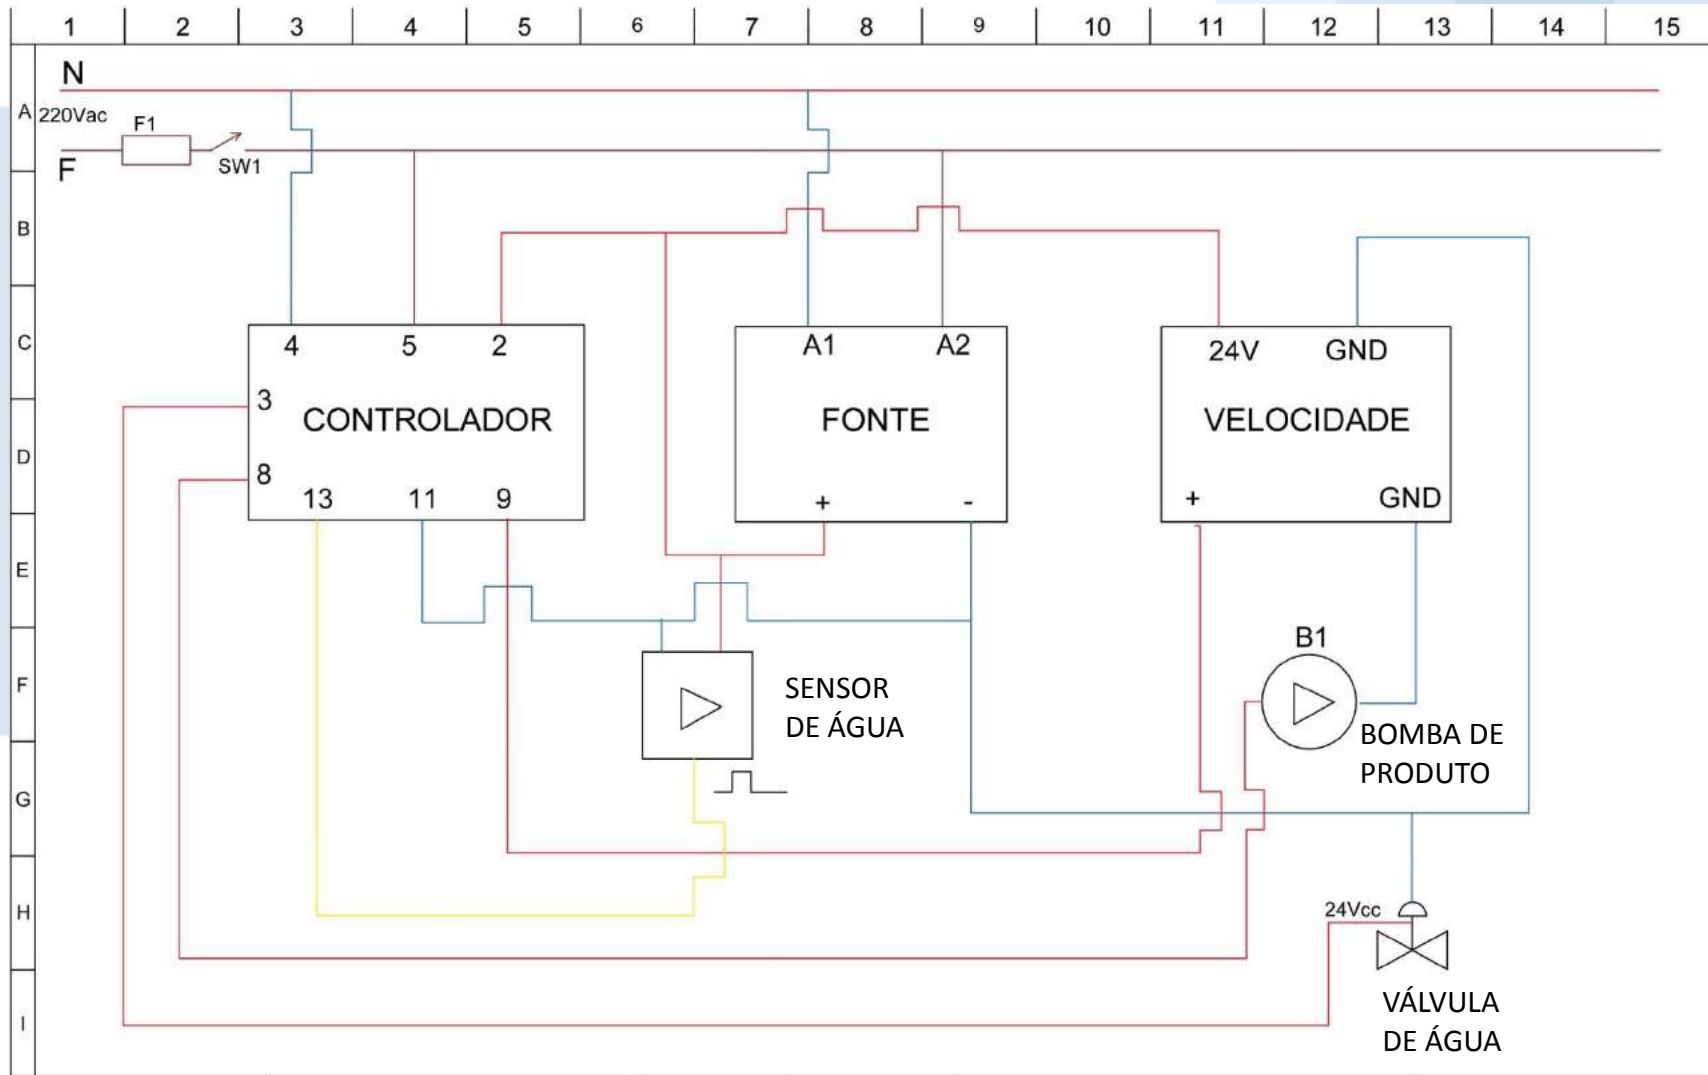 1 2 3 4 5 6 7 8 9 10 11 12 13 14 15
N
A
220Vac
F1
F
SW1
B
C
4 5 2
A1 A2
24V GND
3
CONTROLADOR
FONTE
VELOCIDADE
D
8
13 11 9
+ -
+ GND
E
B1
F
SENSOR
DE ÁGUA
BOMBA DE
PRODUTO
G
H
24Vcc
I
VÁLVULA
DE ÁGUA